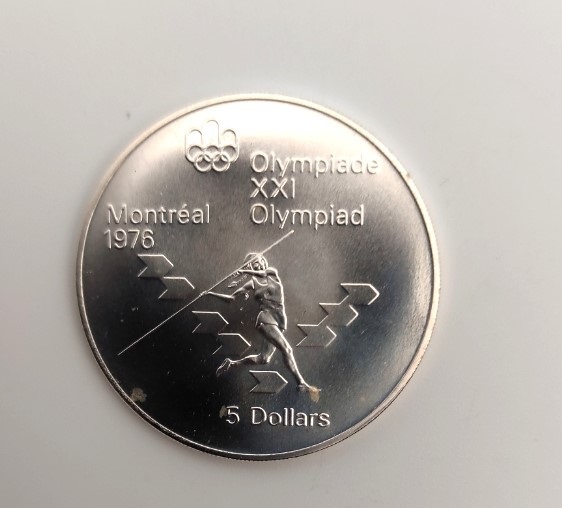 Olympiade
XXI
Olympiad
Montréal
1976
5 Dollars